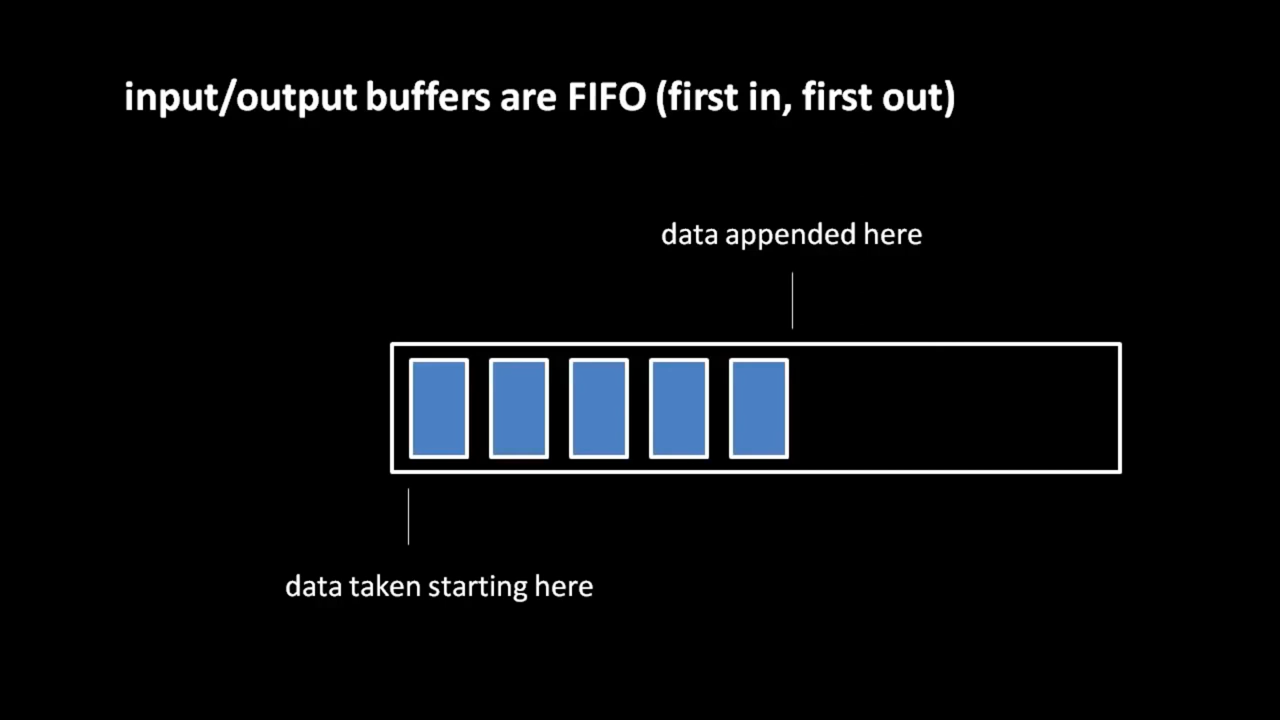 input/output buffers are FIFO (first in, first out)
data appended here
data taken starting here